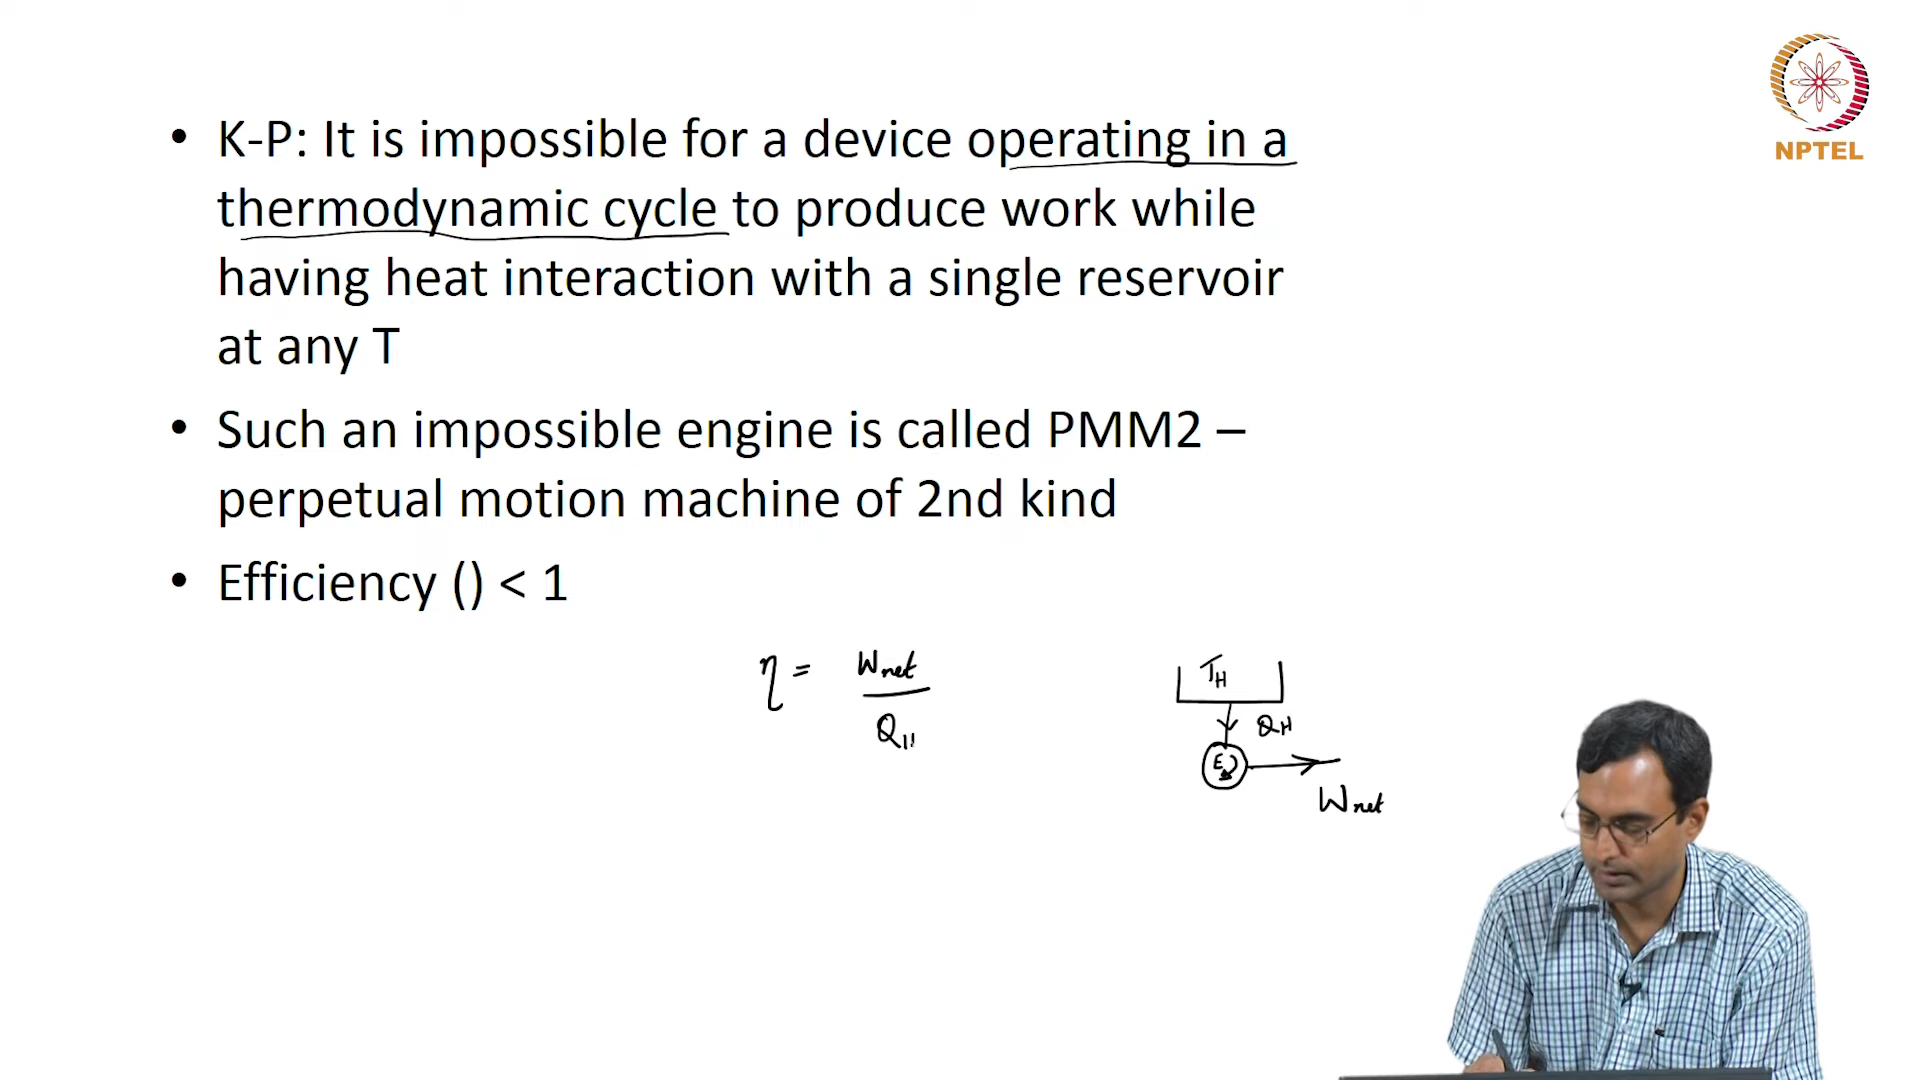 • K-P: It is impossible for a device operating in a
thermodynamic cycle to produce work while
having heat interaction with a single reservoir
at any T
• Such an impossible engine is called PMM2 –
perpetual motion machine of 2nd kind
• Efficiency () < 1
η = Wnet
QH
TH
QH
E
Wnet
NPTEL